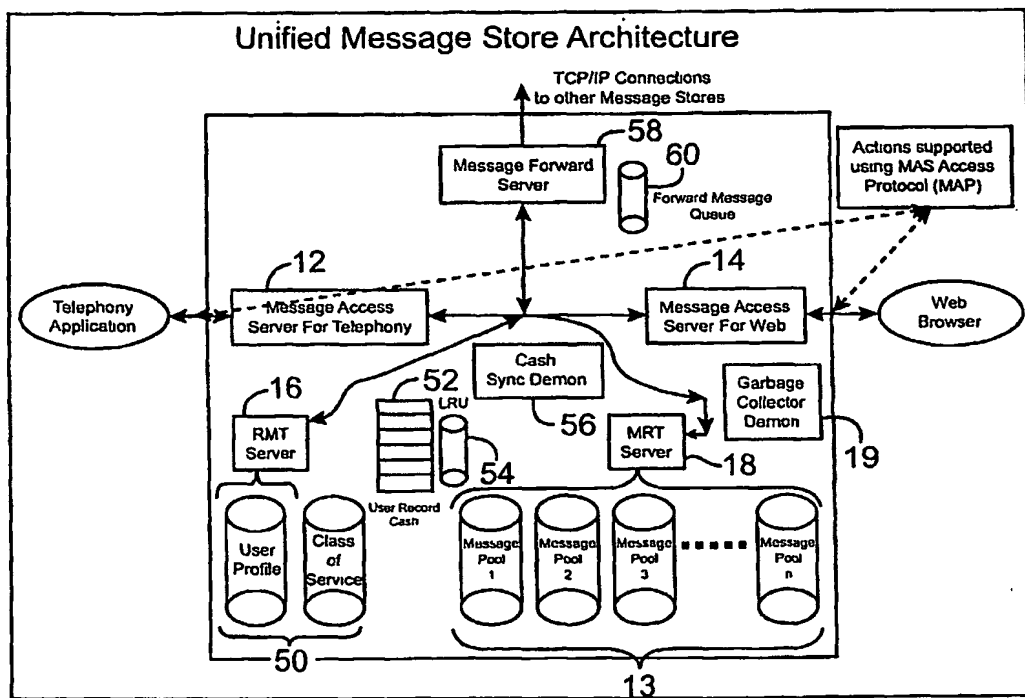 Unified Message Store Architecture
TCP/IP Connections
to other Message Stores
58
Message Forward
Server
60
Forward Message
Queue
Actions supported
using MAS Access
Protocol (MAP)
12
14
Telephony
Application
Message Access
Server For Telephony
Message Access
Server For Web
Web
Browser
16
RMT
Server
52
LRU
54
User Record
Cash
Cash
Sync Demon
56
MRT
Server
18
Garbage
Collector
Demon
19
User
Profile
Class
of
Service
Message
Pool
1
Message
Pool
2
Message
Pool
3
Message
Pool
n
50
13